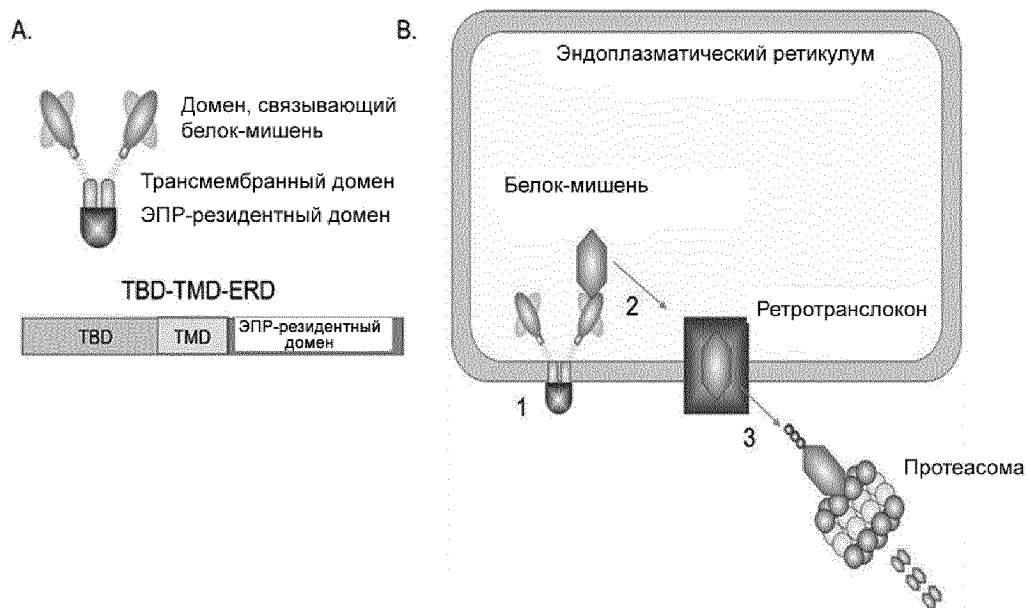 A.
Домен, связывающий
белок-мишень
Трансмембранный домен
ЭПР-резидентный домен
TBD-TMD-ERD
TBD
TMD
ЭПР-резидентный
домен
B.
Эндоплазматический ретикулум
Белок-мишень
2
Ретротранслокон
1
3
Протеасома